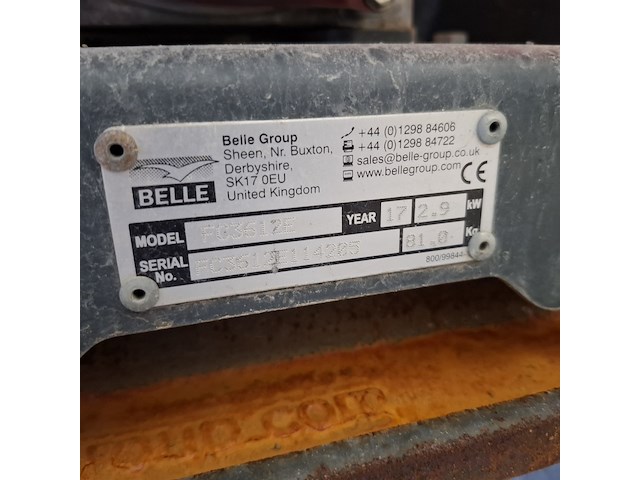 Belle Group
Sheen, Nr. Buxton,
Derbyshire,
SK17 0EU
United Kingdom
+44 (0)1298 84606
+44 (0)1298 84722
sales@belle-group.co.uk
www.bellegroup.com
CE
BELLE
MODEL
YEAR 17 2.9 kW
SERIAL No. 81.0 Kg
800/99844
oup.com